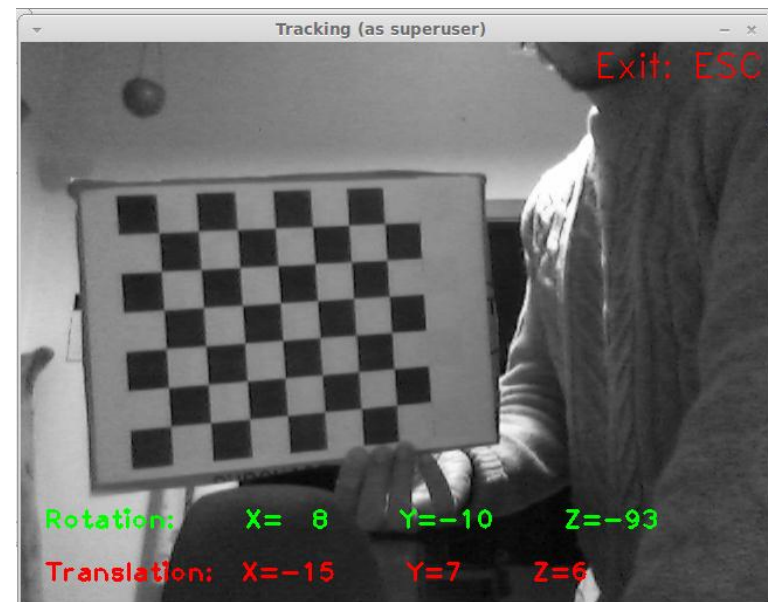 Tracking (as superuser)
Exit: ESC
Rotation: X= 8 Y=-10 Z=-93
Translation: X=-15 Y=7 Z=6